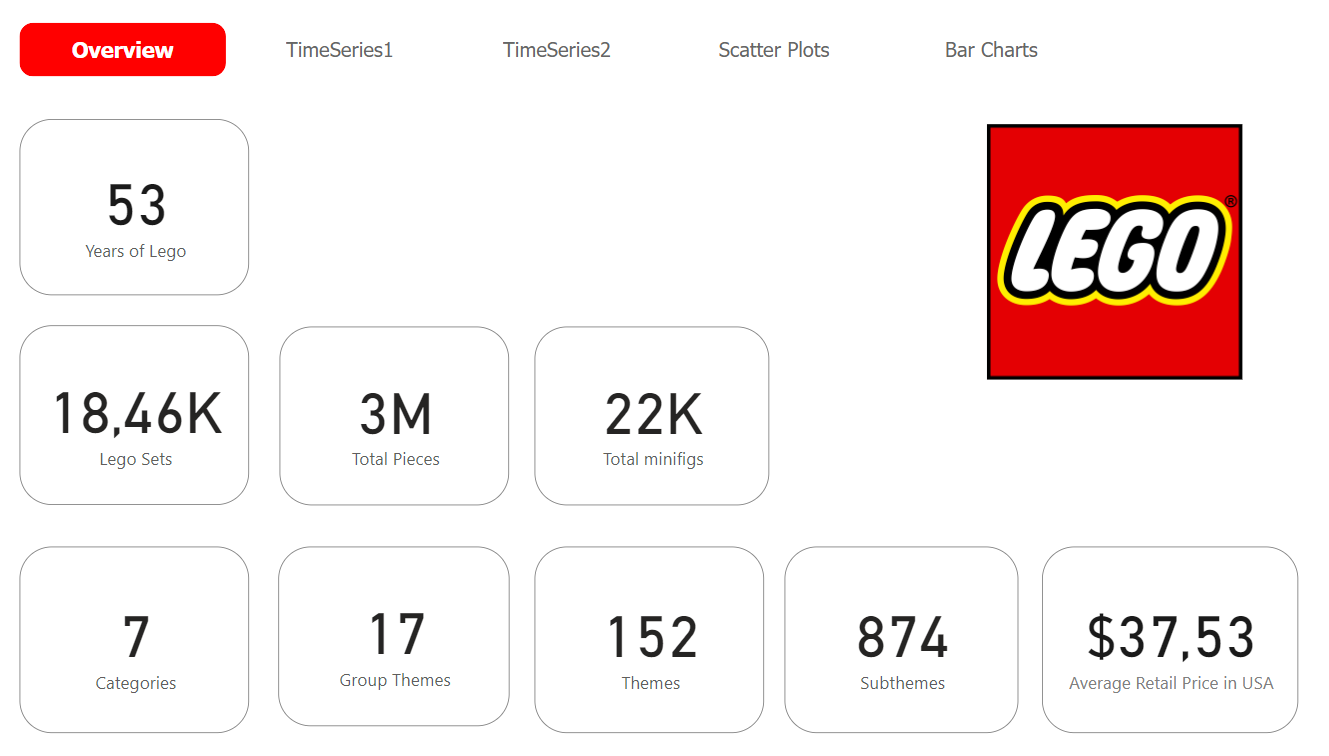 Overview
TimeSeries1
TimeSeries2
Scatter Plots
Bar Charts
53
Years of Lego
LEGO®
18,46K
Lego Sets
3M
Total Pieces
22K
Total minifigs
7
Categories
17
Group Themes
152
Themes
874
Subthemes
$37,53
Average Retail Price in USA